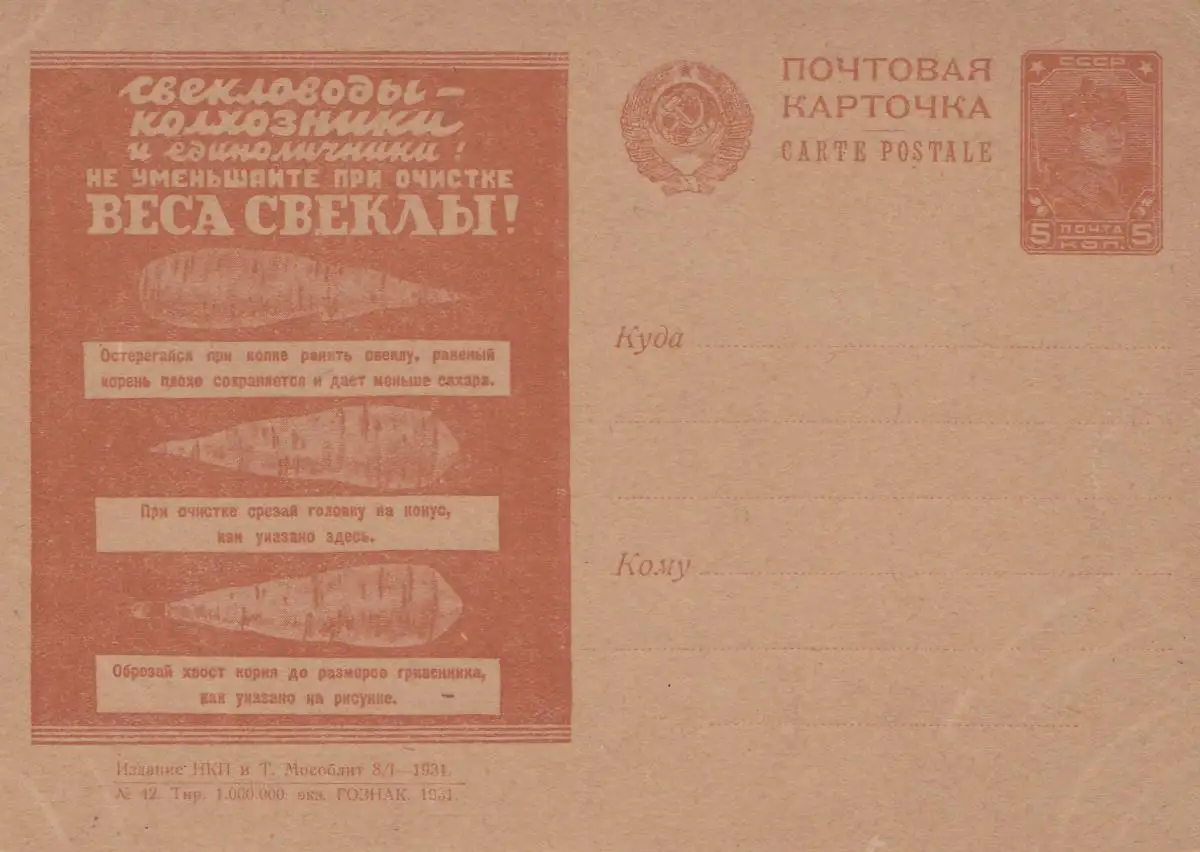 свекловоды –
колхозники
и единоличники!
НЕ УМЕНЬШАЙТЕ ПРИ ОЧИСТКЕ
ВЕСА СВЕКЛЫ!
Остерегайся при копке ранить свеклу, раненый
корень плохо сохраняется и дает меньше сахара.
При очистке срезай головку на конус,
как указано здесь.
Обрезай хвост корня до размеров гривенника,
как указано на рисунке.
Издание НКП и Т. Мособлит 8/I—1931.
№ 42. Тир. 1.000.000 экз. ГОЗНАК. 1931.
ПОЧТОВАЯ
КАРТОЧКА
CARTE POSTALE
СССР
5 ПОЧТА 5
КОП.
Куда
Кому